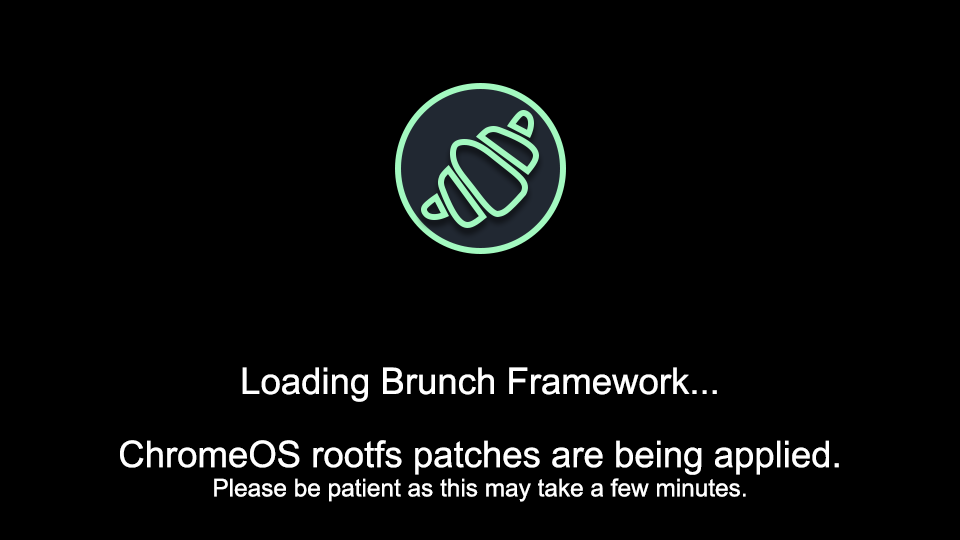 Loading Brunch Framework...
ChromeOS rootfs patches are being applied.
Please be patient as this may take a few minutes.